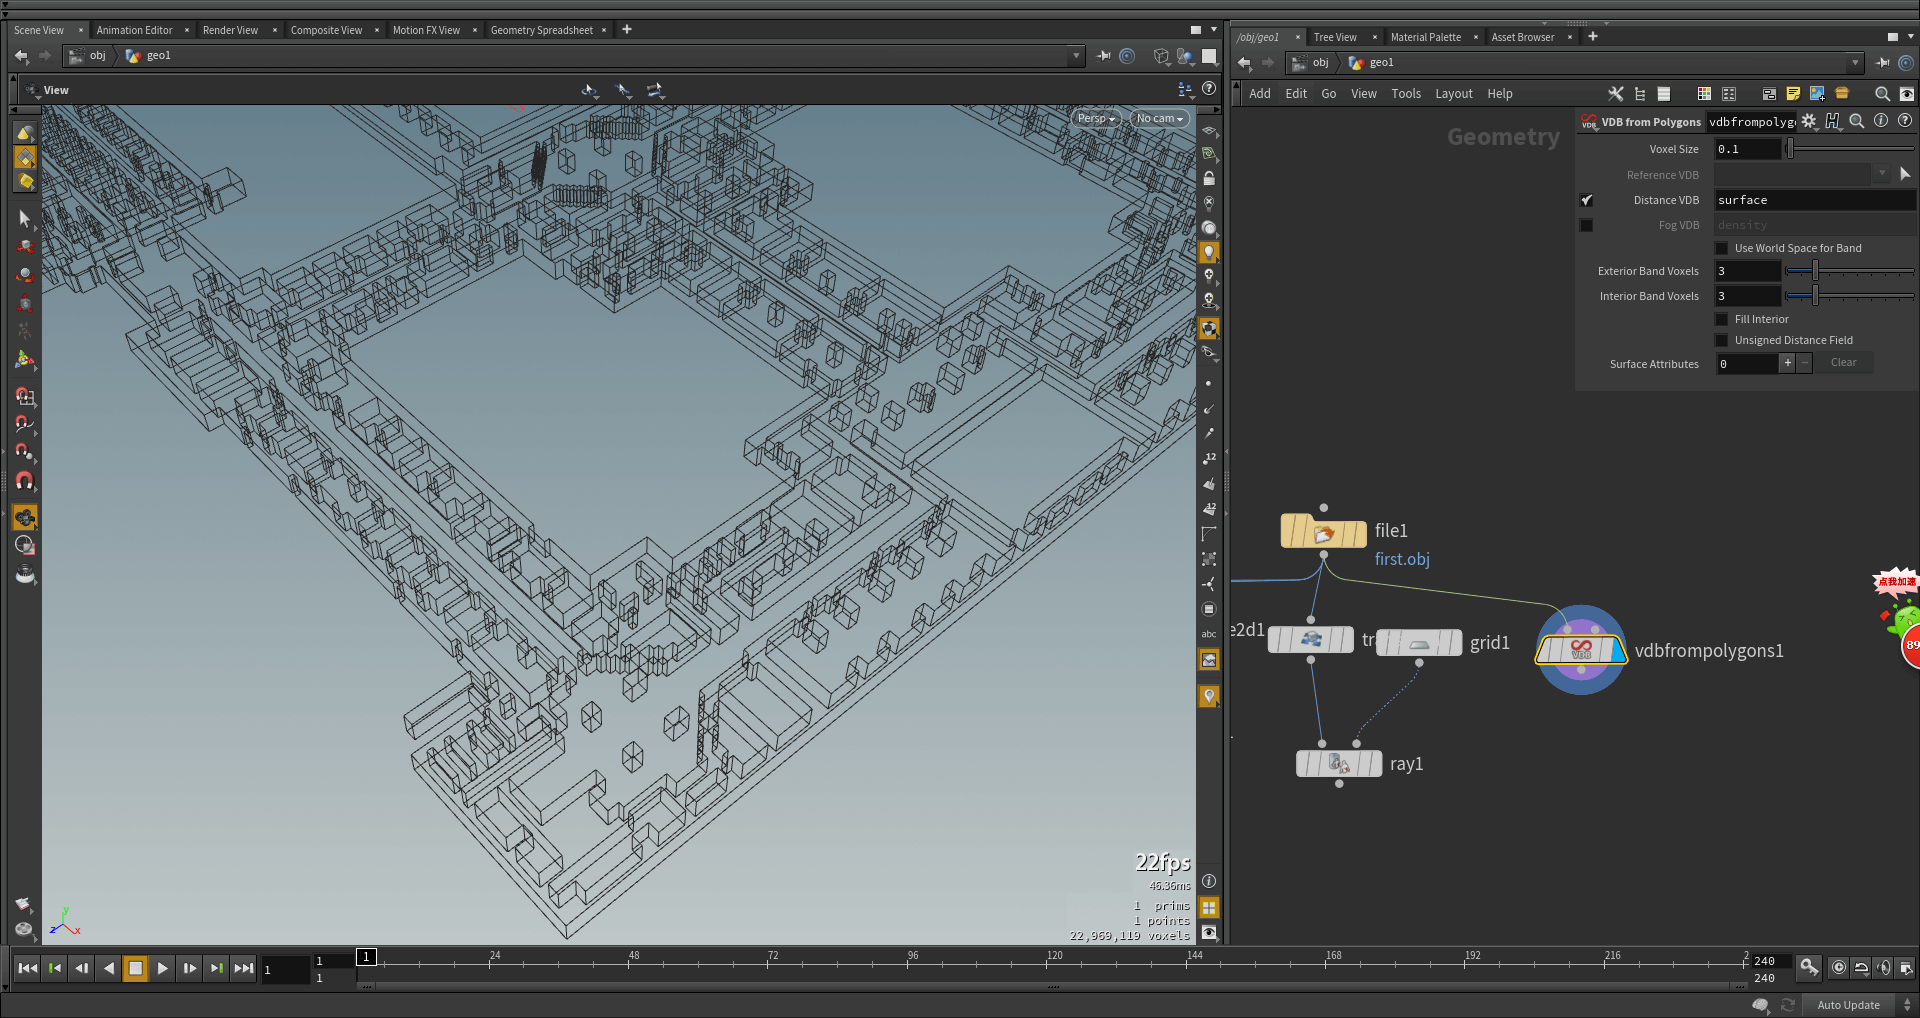 Scene View
Animation Editor
Render View
Composite View
Motion FX View
Geometry Spreadsheet
obj
geo1
View
Persp
No cam
12
12
abc
22fps
46.36ms
1 prims
1 points
22,969,119 voxels
/obj/geo1
Tree View
Material Palette
Asset Browser
obj
geo1
Add Edit Go View Tools Layout Help
Geometry
VDB from Polygons
vdbfrompolyg
Voxel Size 0.1
Reference VDB
Distance VDB surface
Fog VDB density
Use World Space for Band
Exterior Band Voxels 3
Interior Band Voxels 3
Fill Interior
Unsigned Distance Field
Surface Attributes 0 + − Clear
file1
first.obj
e2d1
tr
grid1
vdbfrompolygons1
ray1
点我加速
89
x
y
z
1
1
1
1
24
48
72
96
120
144
168
192
216
2
240
240
Auto Update